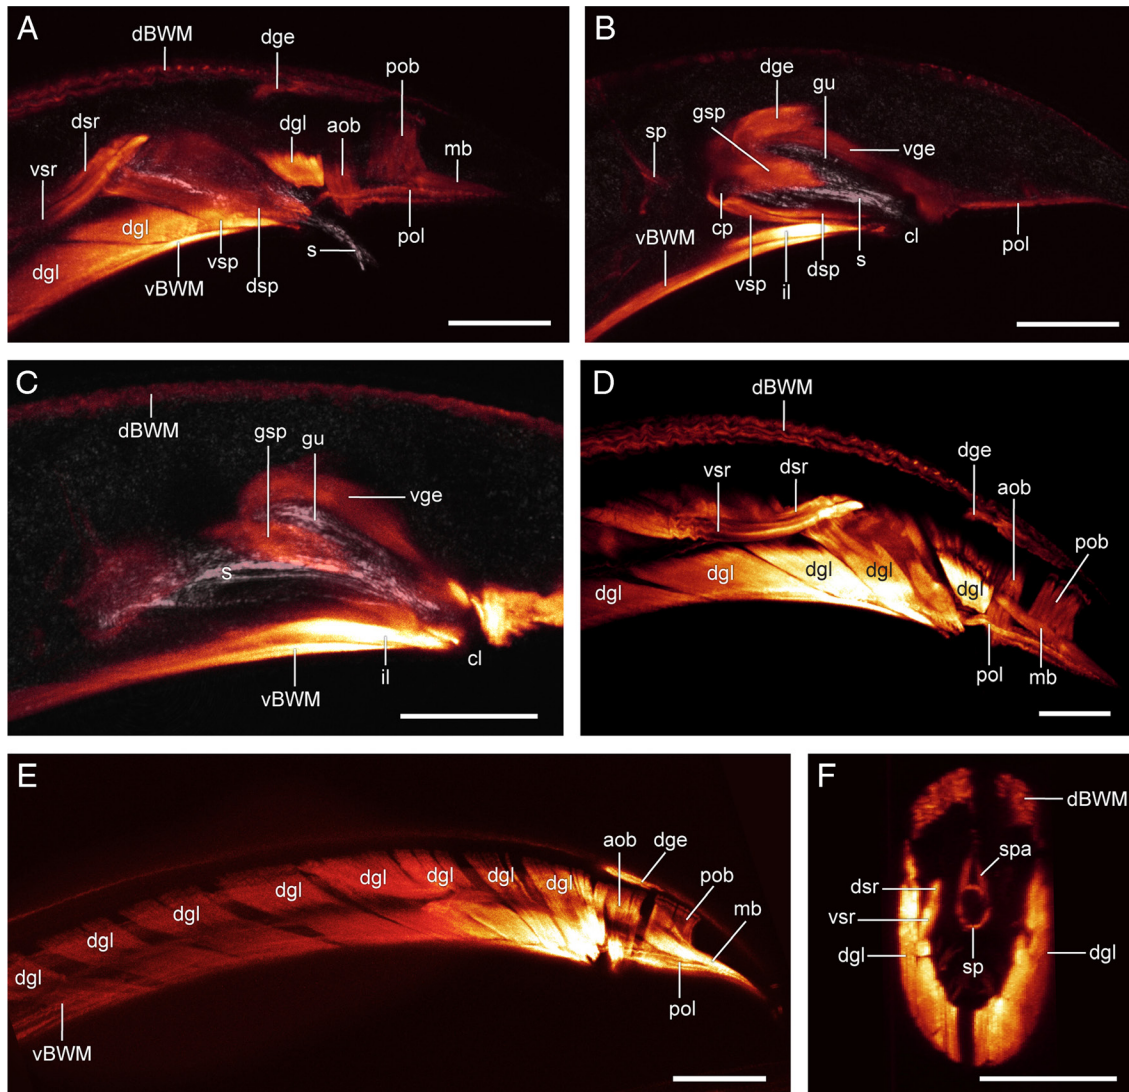 A
dBWM
dge
pob
dsr
dgl
aob
mb
vsr
dgl
dgl
vsp
s
pol
vBWM
dsp
B
dge
gu
gsp
sp
vge
cp
pol
vBWM
cl
vsp
dsp
s
il
C
dBWM
gsp
gu
vge
s
cl
il
vBWM
D
dBWM
dge
vsr
dsr
aob
pob
dgl
dgl
dgl
dgl
dgl
pol
mb
E
aob
dge
dgl
dgl
dgl
dgl
pob
dgl
mb
dgl
dgl
dgl
pol
vBWM
F
dBWM
spa
dsr
vsr
dgl
sp
dgl